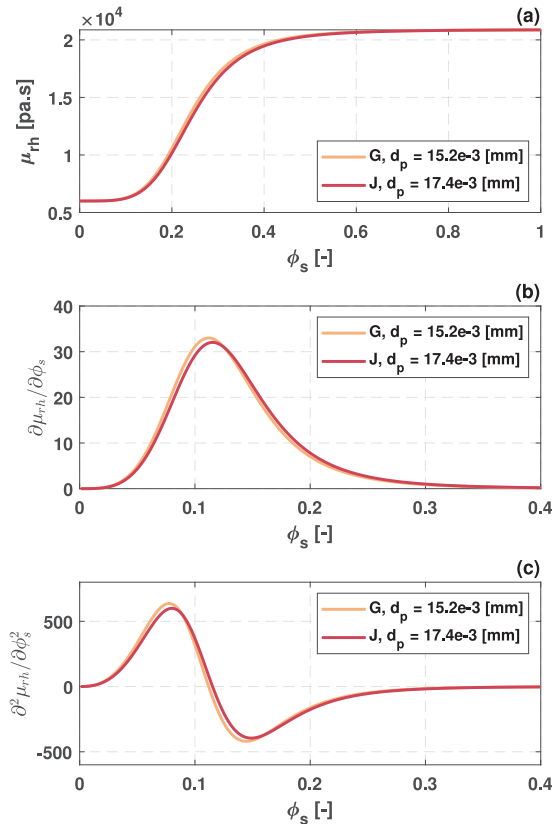 (a)
×10⁴
2
1.5
1
0.5
μrh [pa.s]
G, dp = 15.2e-3 [mm]
J, dp = 17.4e-3 [mm]
0 0.2 0.4 0.6 0.8 1
ϕs [-]
(b)
40
30
20
10
0
∂μrh/∂ϕs
G, dp = 15.2e-3 [mm]
J, dp = 17.4e-3 [mm]
0 0.1 0.2 0.3 0.4
ϕs [-]
(c)
500
0
-500
∂²μrh/∂ϕs²
G, dp = 15.2e-3 [mm]
J, dp = 17.4e-3 [mm]
0 0.1 0.2 0.3 0.4
ϕs [-]